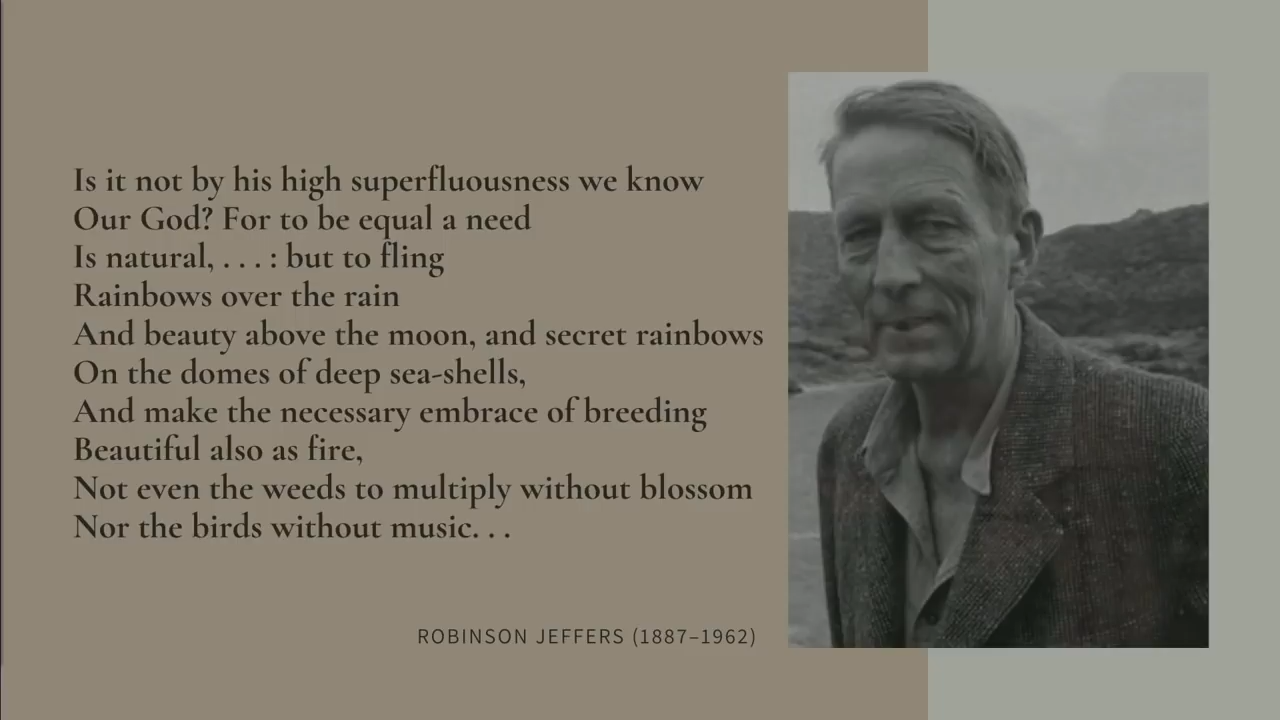 Is it not by his high superfluousness we know
Our God? For to be equal a need
Is natural, . . . : but to fling
Rainbows over the rain
And beauty above the moon, and secret rainbows
On the domes of deep sea-shells,
And make the necessary embrace of breeding
Beautiful also as fire,
Not even the weeds to multiply without blossom
Nor the birds without music. . .
ROBINSON JEFFERS (1887–1962)